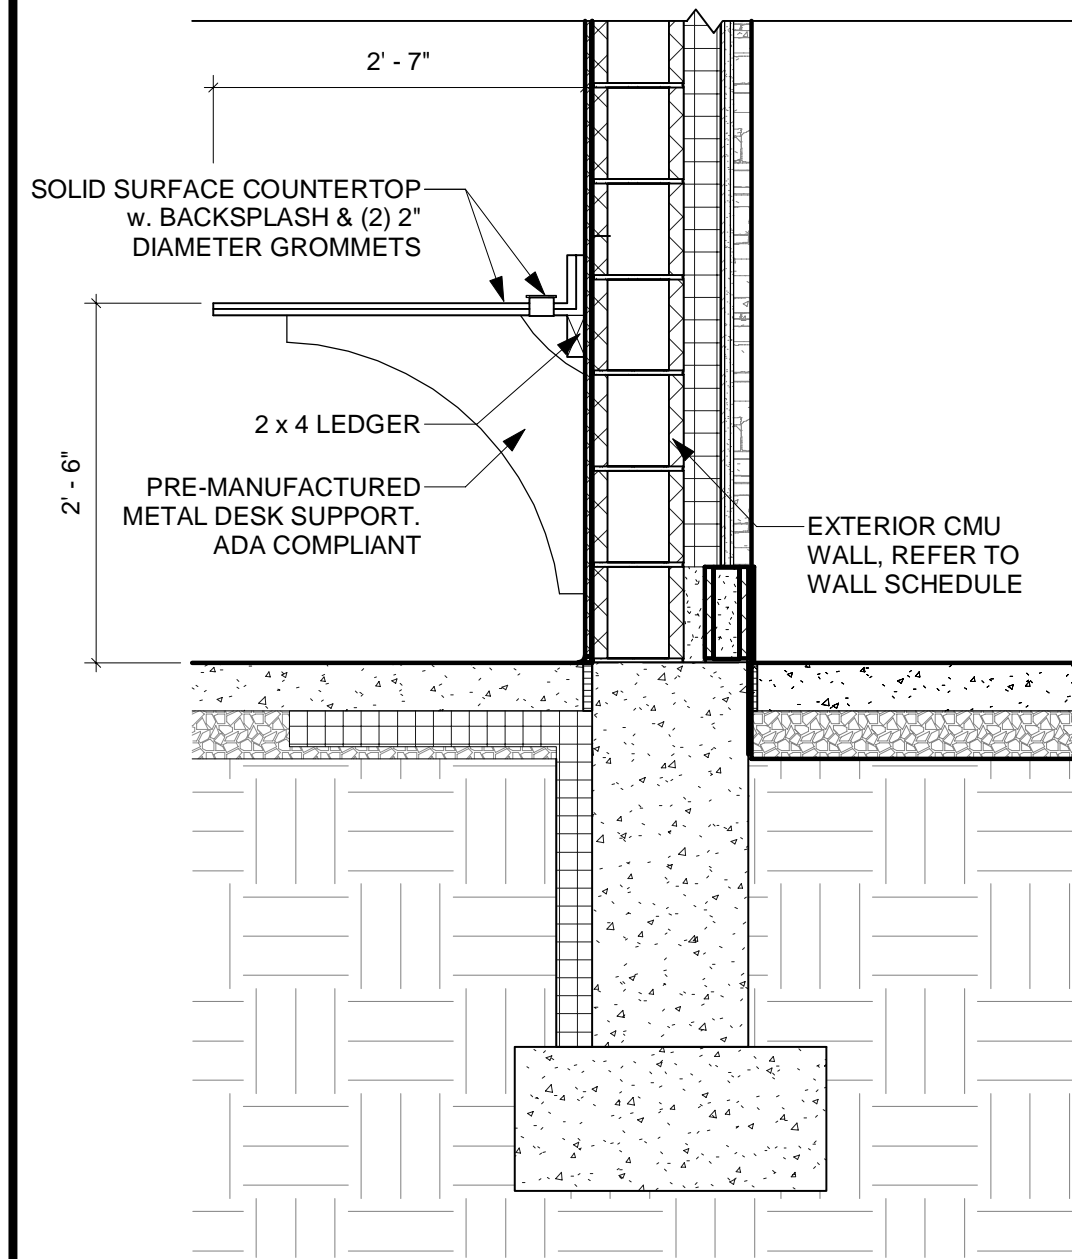 2' - 7"
SOLID SURFACE COUNTERTOP
w. BACKSPLASH & (2) 2"
DIAMETER GROMMETS
2 x 4 LEDGER
2' - 6"
PRE-MANUFACTURED
METAL DESK SUPPORT.
ADA COMPLIANT
EXTERIOR CMU
WALL, REFER TO
WALL SCHEDULE